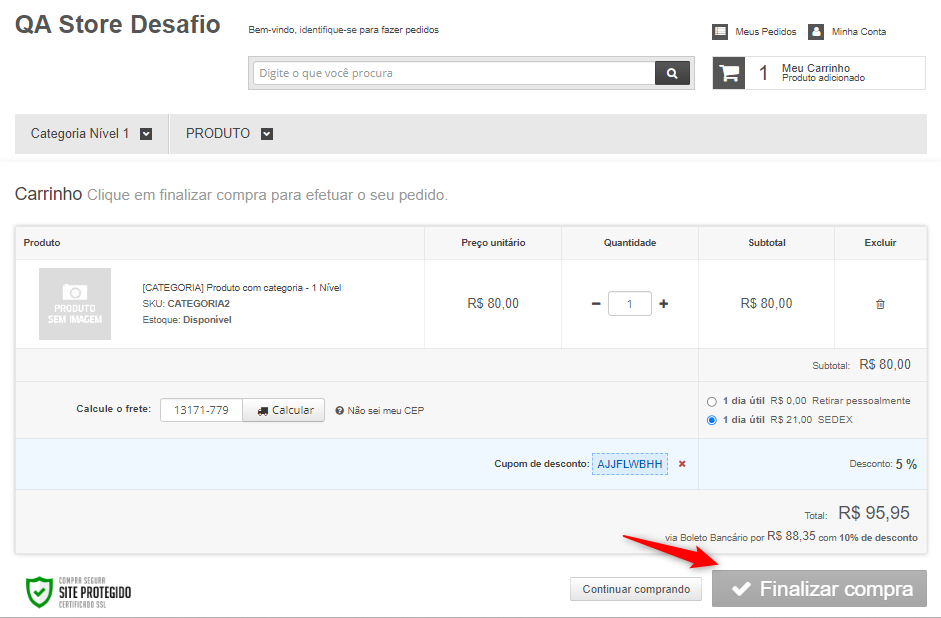 QA Store Desafio
Bem-vindo, identifique-se para fazer pedidos
Meus Pedidos
Minha Conta
Digite o que você procura
1
Meu Carrinho
Produto adicionado
Categoria Nível 1
PRODUTO
Carrinho Clique em finalizar compra para efetuar o seu pedido.
Produto
Preço unitário
Quantidade
Subtotal
Excluir
PRODUTO
SEM IMAGEM
[CATEGORIA] Produto com categoria - 1 Nível
SKU: CATEGORIA2
Estoque: Disponível
R$ 80,00
− 1 +
R$ 80,00
Subtotal: R$ 80,00
Calcule o frete: 13171-779 Calcular Não sei meu CEP
1 dia útil R$ 0,00 Retirar pessoalmente
1 dia útil R$ 21,00 SEDEX
Cupom de desconto: AJJFLWBHH
Desconto: 5 %
Total: R$ 95,95
via Boleto Bancário por R$ 88,35 com 10% de desconto
COMPRA SEGURA
SITE PROTEGIDO
CERTIFICADO SSL
Continuar comprando
Finalizar compra